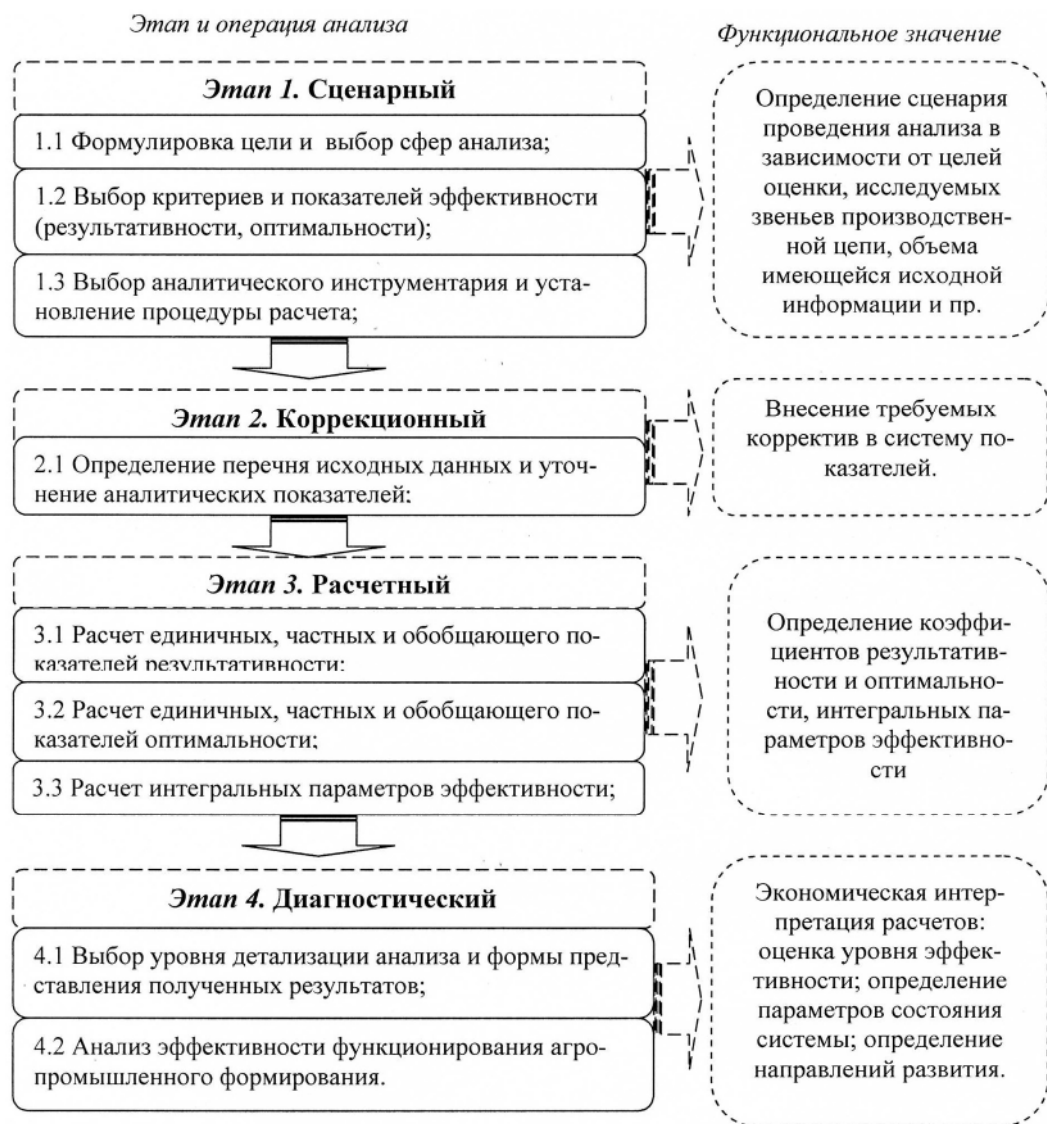 Этап и операция анализа
Функциональное значение
Этап 1. Сценарный
1.1 Формулировка цели и выбор сфер анализа;
1.2 Выбор критериев и показателей эффективности
(результативности, оптимальности);
1.3 Выбор аналитического инструментария и уста-
новление процедуры расчета;
Определение сценария
проведения анализа в
зависимости от целей
оценки, исследуемых
звеньев производствен-
ной цепи, объема
имеющейся исходной
информации и пр.
Этап 2. Коррекционный
2.1 Определение перечня исходных данных и уточ-
нение аналитических показателей;
Внесение требуемых
корректив в систему по-
казателей.
Этап 3. Расчетный
3.1 Расчет единичных, частных и обобщающего по-
казателей результативности;
3.2 Расчет единичных, частных и обобщающего по-
казателей оптимальности;
3.3 Расчет интегральных параметров эффективности;
Определение коэффи-
циентов результатив-
ности и оптимально-
сти, интегральных па-
раметров эффективно-
сти
Этап 4. Диагностический
4.1 Выбор уровня детализации анализа и формы пред-
ставления полученных результатов;
4.2 Анализ эффективности функционирования агро-
промышленного формирования.
Экономическая интер-
претация расчетов:
оценка уровня эффек-
тивности; определение
параметров состояния
системы; определение
направлений развития.